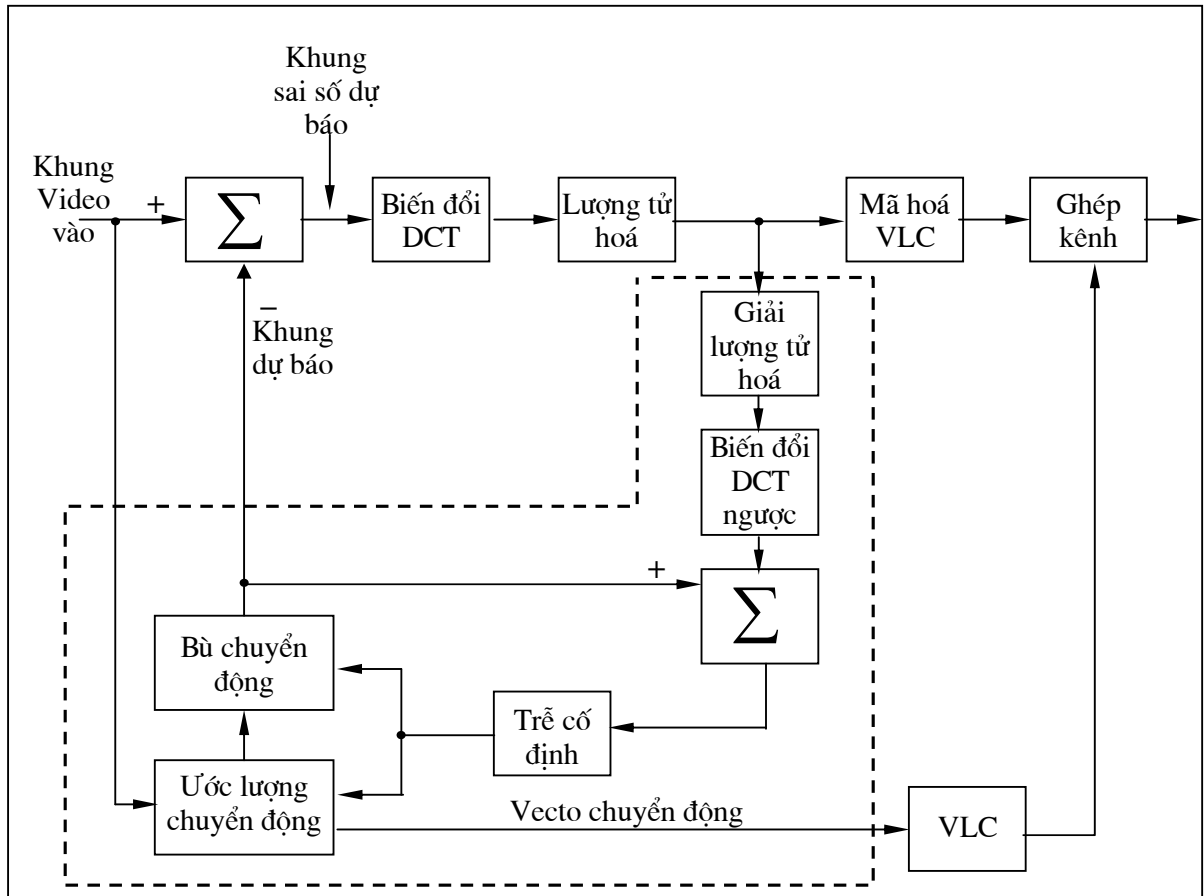 Khung
sai số dự
báo
Khung
Video
vào
+
∑
Biến đổi
DCT
Lượng tử
hoá
Mã hoá
VLC
Ghép
kênh
–
Khung
dự báo
Giải
lượng tử
hoá
Biến đổi
DCT
ngược
+
∑
Bù chuyển
động
Trễ cố
định
Ước lượng
chuyển động
Vecto chuyển động
VLC